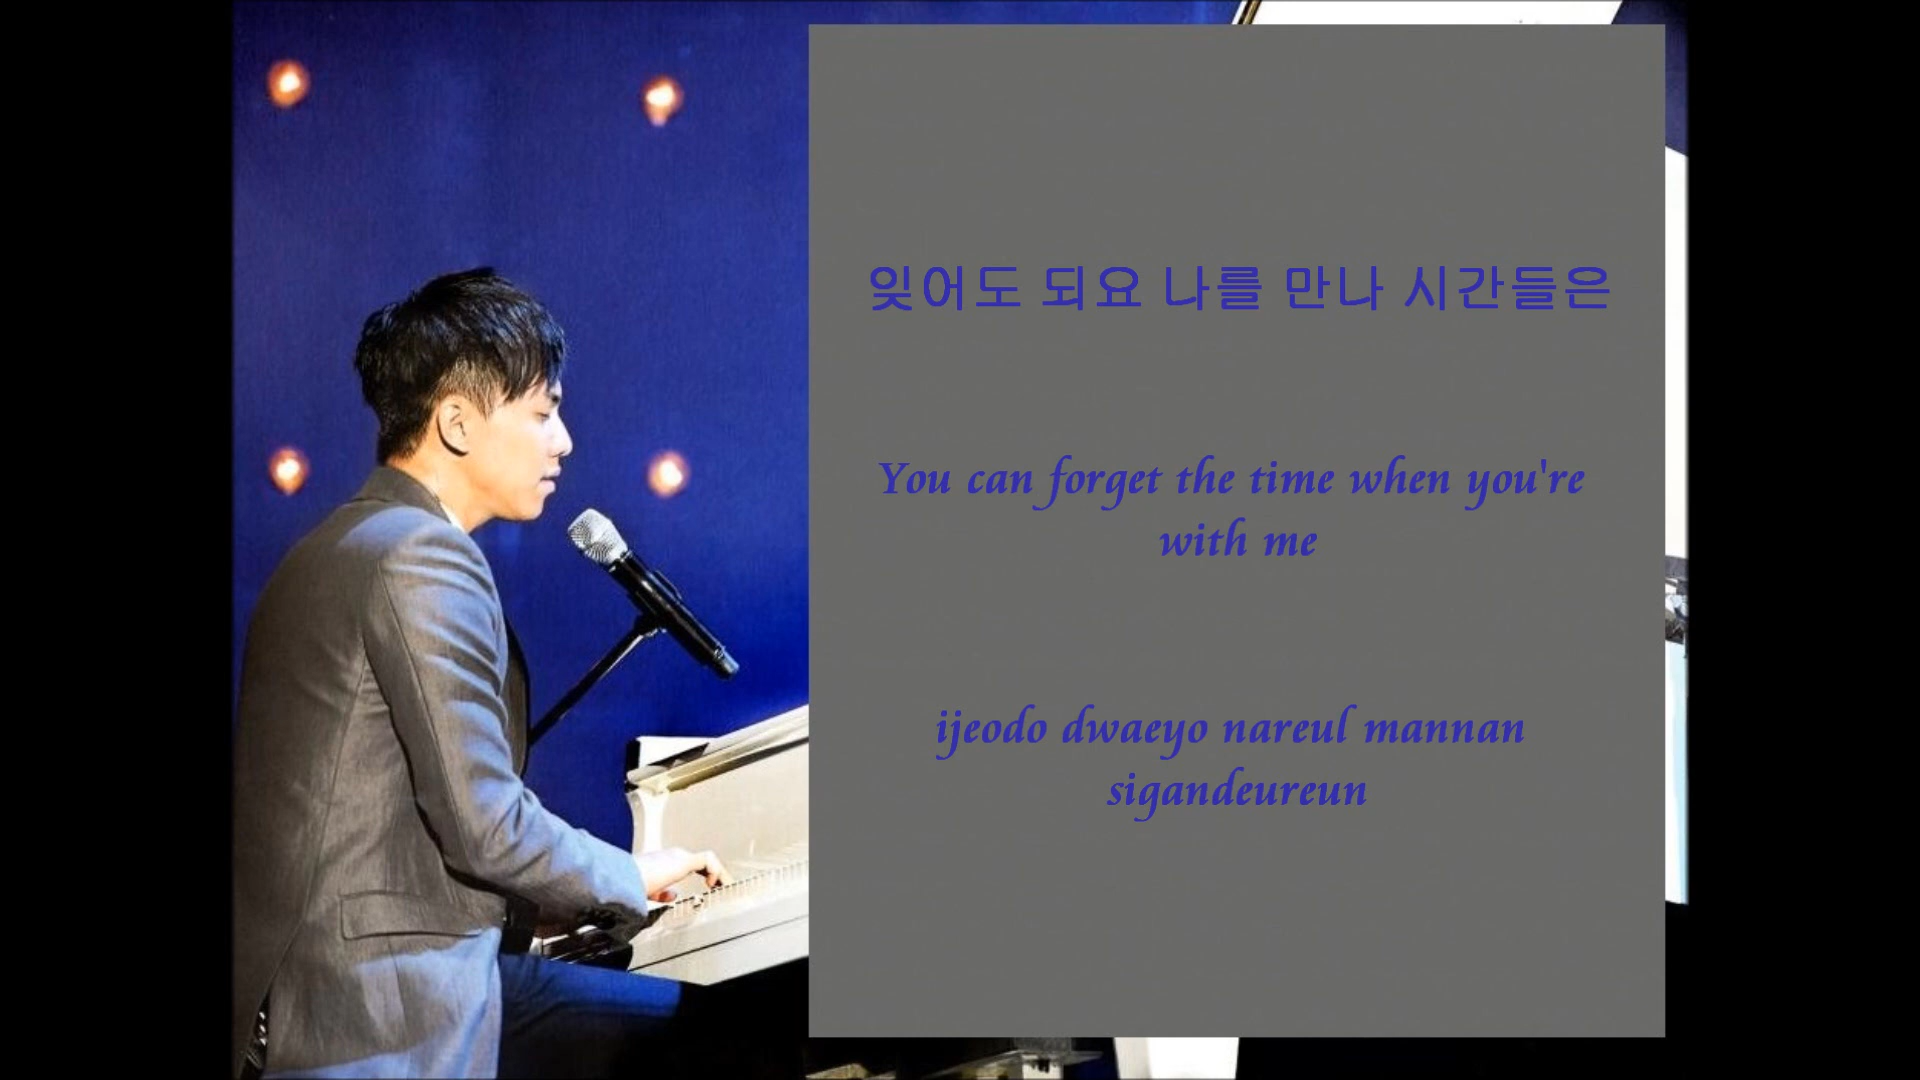 잊어도 되요 나를 만나 시간들은
You can forget the time when you're
with me
ijeodo dwaeyo nareul mannan
sigandeureun